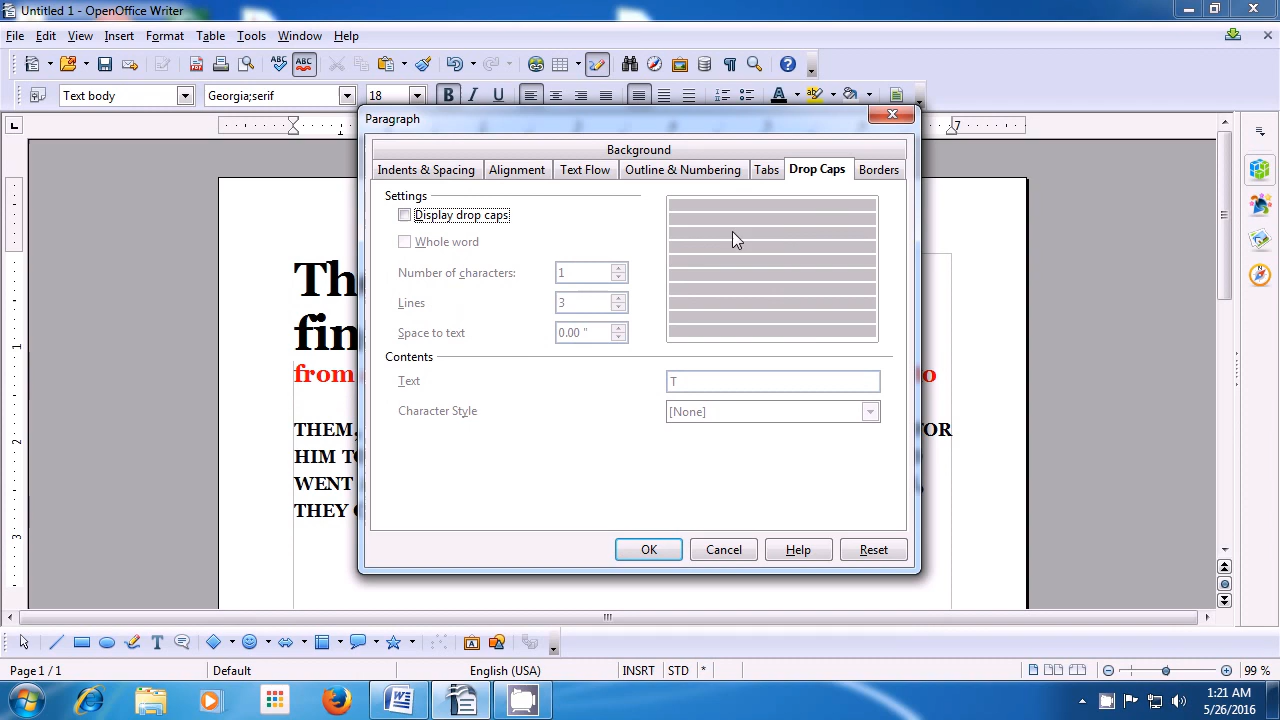 Untitled 1 - OpenOffice Writer
File Edit View Insert Format Table Tools Window Help
Text body Georgia;serif 18
7
Paragraph
Background
Indents & Spacing Alignment Text Flow Outline & Numbering Tabs Drop Caps Borders
Settings
Display drop caps
Whole word
Number of characters: 1
Lines 3
Space to text 0.00 "
Contents
Text T
Character Style [None]
OK Cancel Help Reset
Th
fin
from
THEM,
HIM
WENT
THEY
1
2
3
Page 1 / 1 Default English (USA) INSRT STD * 99 %
1:21 AM
5/26/2016